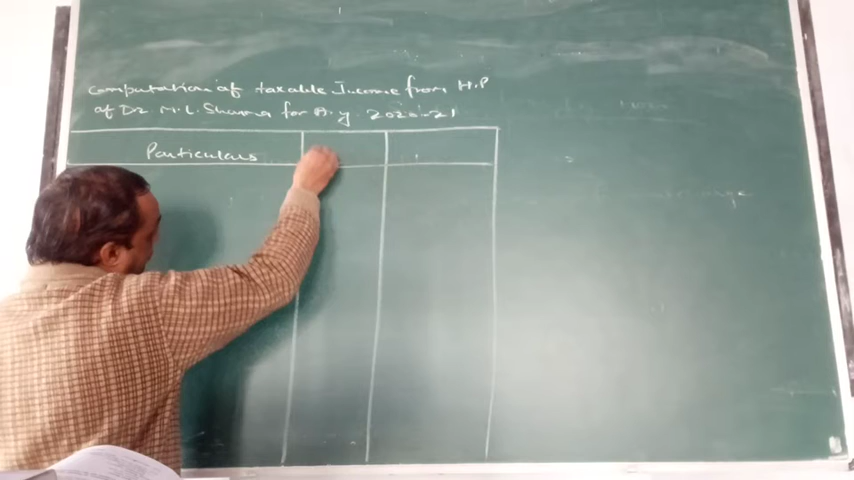 Computation of taxable Income from H.P
of Dr. M.L. Sharma for A.y. 2020-21
Particulars